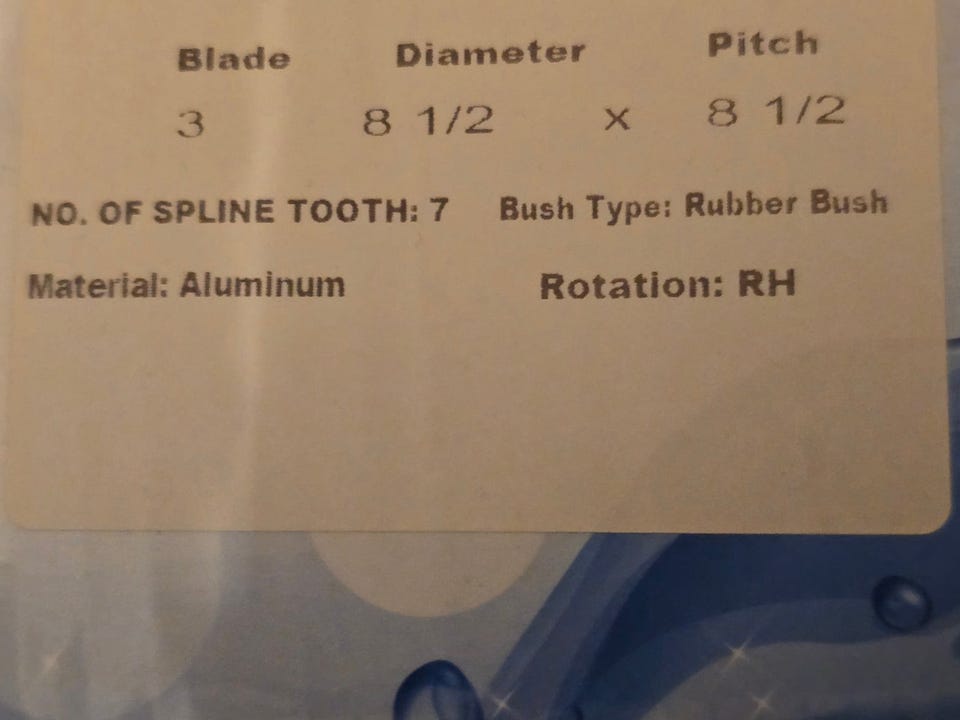 Blade Diameter Pitch
3 8 1/2 x 8 1/2
NO. OF SPLINE TOOTH: 7 Bush Type: Rubber Bush
Material: Aluminum Rotation: RH